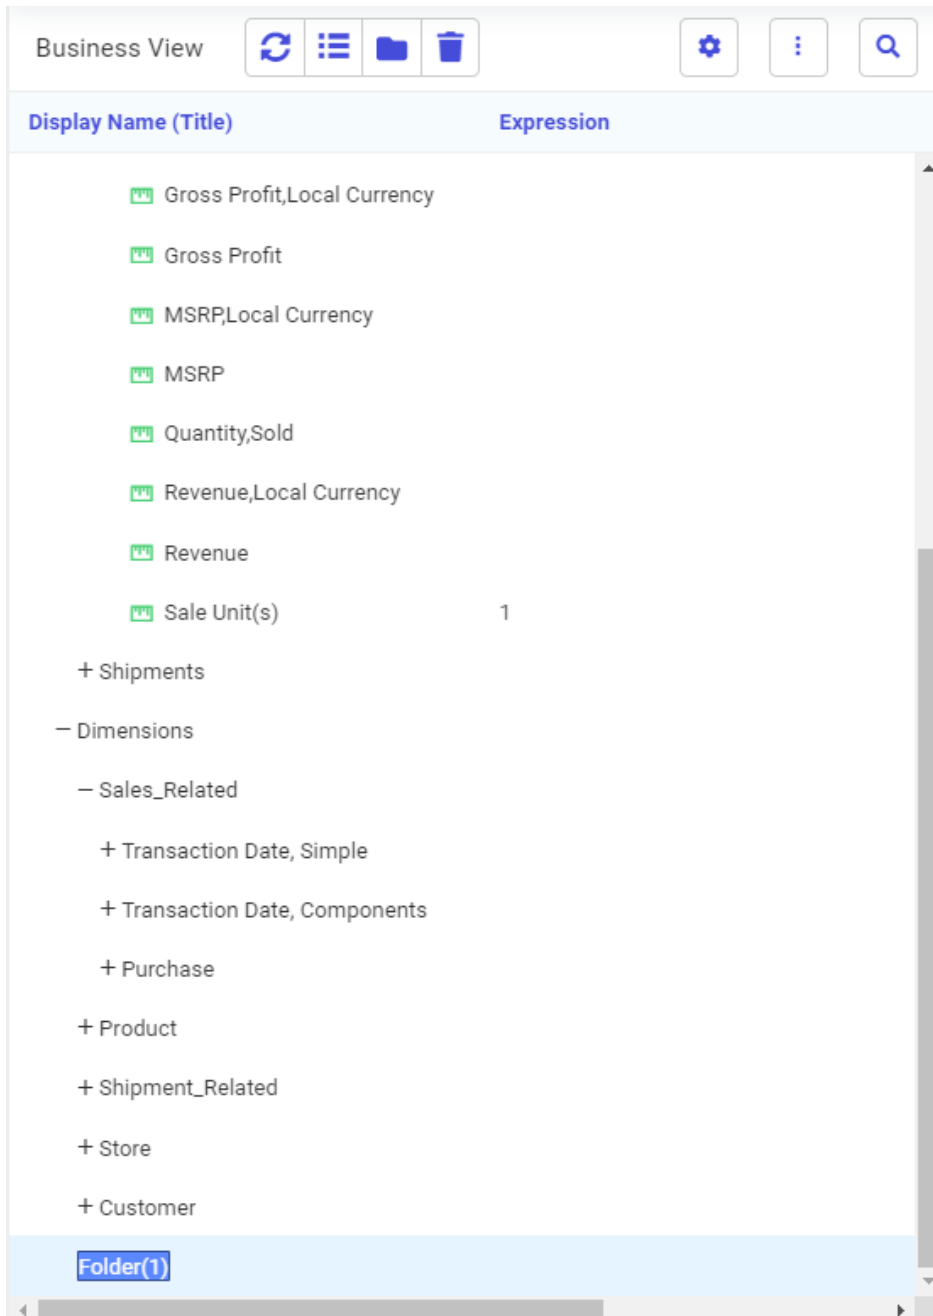 Business View
Display Name (Title) Expression
Gross Profit,Local Currency
Gross Profit
MSRP,Local Currency
MSRP
Quantity,Sold
Revenue,Local Currency
Revenue
Sale Unit(s) 1
+ Shipments
− Dimensions
− Sales_Related
+ Transaction Date, Simple
+ Transaction Date, Components
+ Purchase
+ Product
+ Shipment_Related
+ Store
+ Customer
Folder(1)